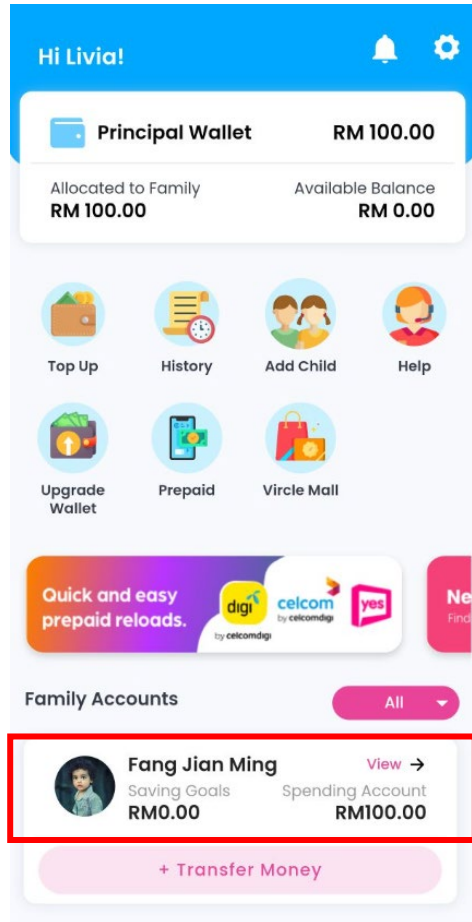 Hi Livia!
Principal Wallet RM 100.00
Allocated to Family Available Balance
RM 100.00 RM 0.00
Top Up History Add Child Help
Upgrade Wallet Prepaid Vircle Mall
Quick and easy
prepaid reloads.
digi
by celcomdigi
celcom
by celcomdigi
yes
Ne
Find
Family Accounts All
Fang Jian Ming View →
Saving Goals Spending Account
RM0.00 RM100.00
+ Transfer Money